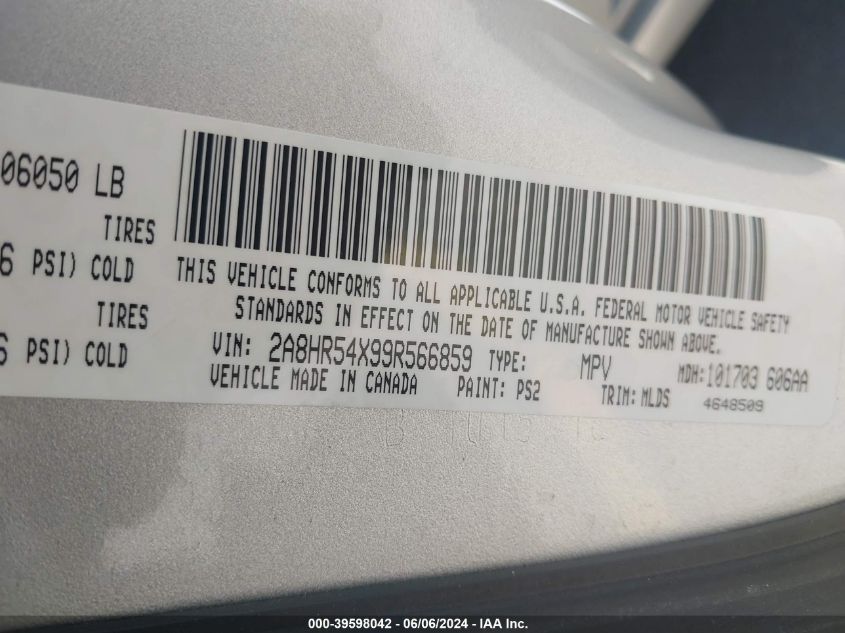 06050 LB
TIRES
6 PSI) COLD
TIRES
PSI) COLD
THIS VEHICLE CONFORMS TO ALL APPLICABLE U.S.A. FEDERAL MOTOR VEHICLE SAFETY
STANDARDS IN EFFECT ON THE DATE OF MANUFACTURE SHOWN ABOVE.
VIN: 2A8HR54X99R566859 TYPE: MPV MDH:101703 606AA
VEHICLE MADE IN CANADA PAINT: PS2 TRIM: MLDS
4648509
000-39598042 - 06/06/2024 - IAA Inc.